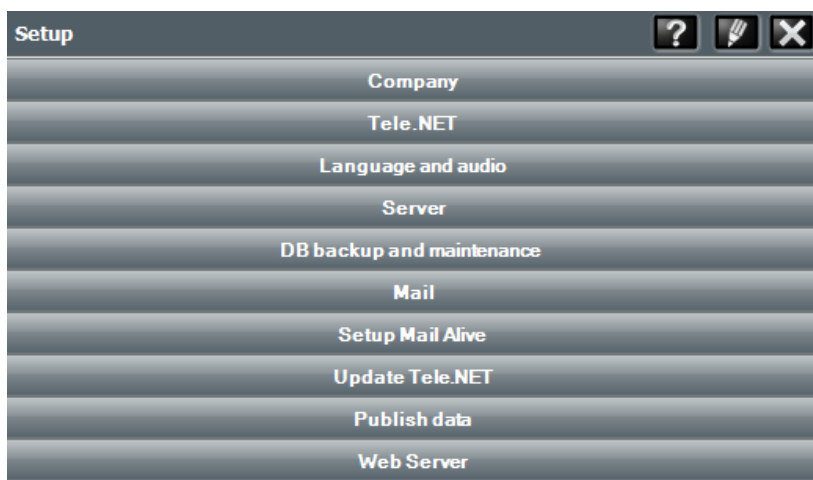 Setup
?
Company
Tele.NET
Language and audio
Server
DB backup and maintenance
Mail
Setup Mail Alive
Update Tele.NET
Publish data
Web Server